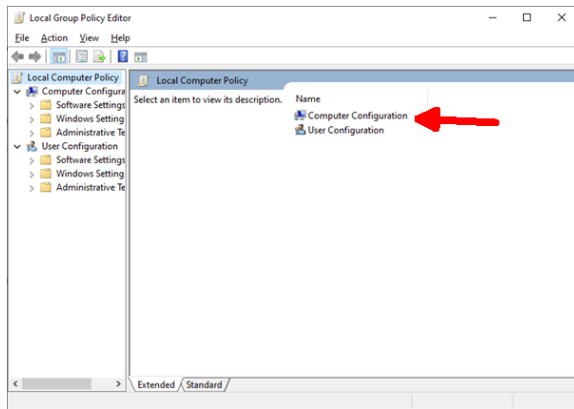 Local Group Policy Editor
File Action View Help
Local Computer Policy
Computer Configura
Software Settings
Windows Setting
Administrative Te
User Configuration
Software Settings
Windows Setting
Administrative Te
Local Computer Policy
Select an item to view its description.
Name
Computer Configuration
User Configuration
Extended Standard